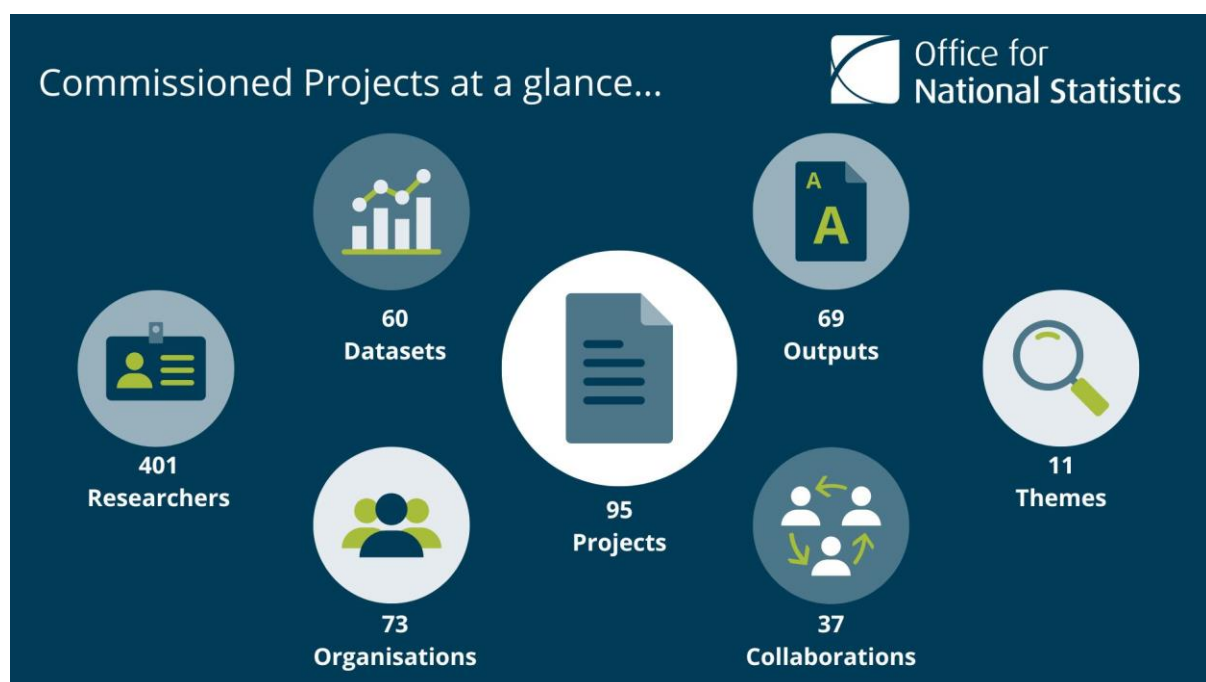 Commissioned Projects at a glance...
Office for
National Statistics
A
A
60
Datasets
69
Outputs
401
Researchers
11
Themes
95
Projects
73
Organisations
37
Collaborations